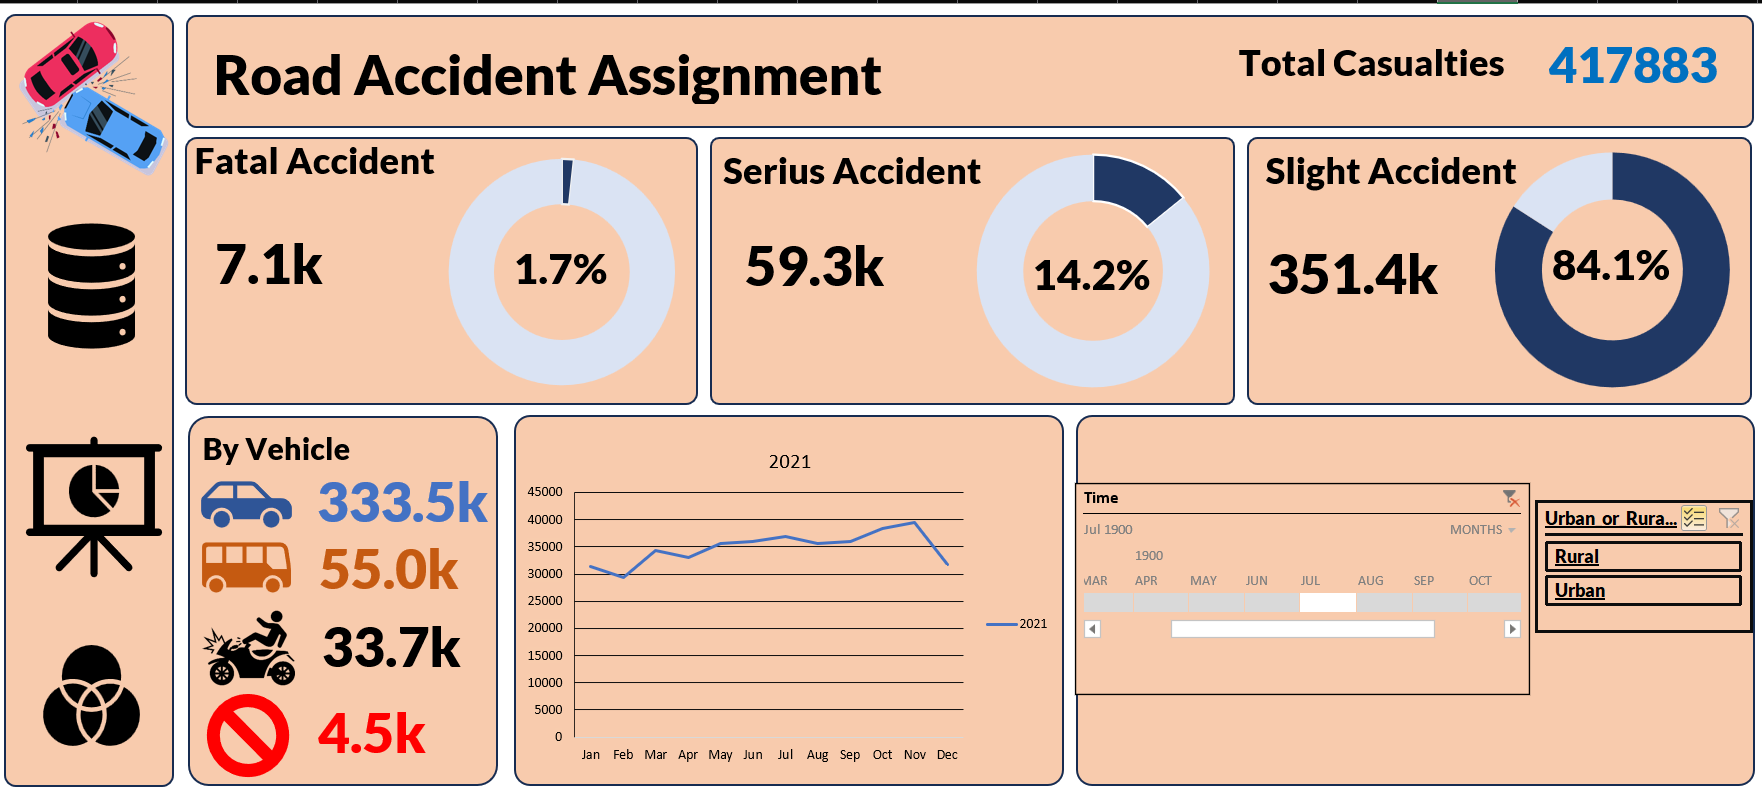 Road Accident Assignment
Total Casualties 417883
Fatal Accident
7.1k
1.7%
Serius Accident
59.3k
14.2%
Slight Accident
351.4k
84.1%
By Vehicle
333.5k
55.0k
33.7k
4.5k
2021
45000
40000
35000
30000
25000
20000
15000
10000
5000
0
Jan Feb Mar Apr May Jun Jul Aug Sep Oct Nov Dec
2021
Time
Jul 1900 MONTHS
1900
MAR APR MAY JUN JUL AUG SEP OCT
Urban or Rura...
Rural
Urban